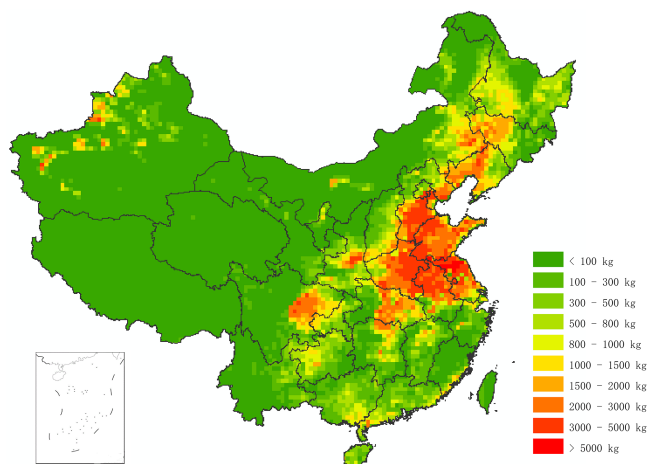 < 100 kg
100 - 300 kg
300 - 500 kg
500 - 800 kg
800 - 1000 kg
1000 - 1500 kg
1500 - 2000 kg
2000 - 3000 kg
3000 - 5000 kg
> 5000 kg